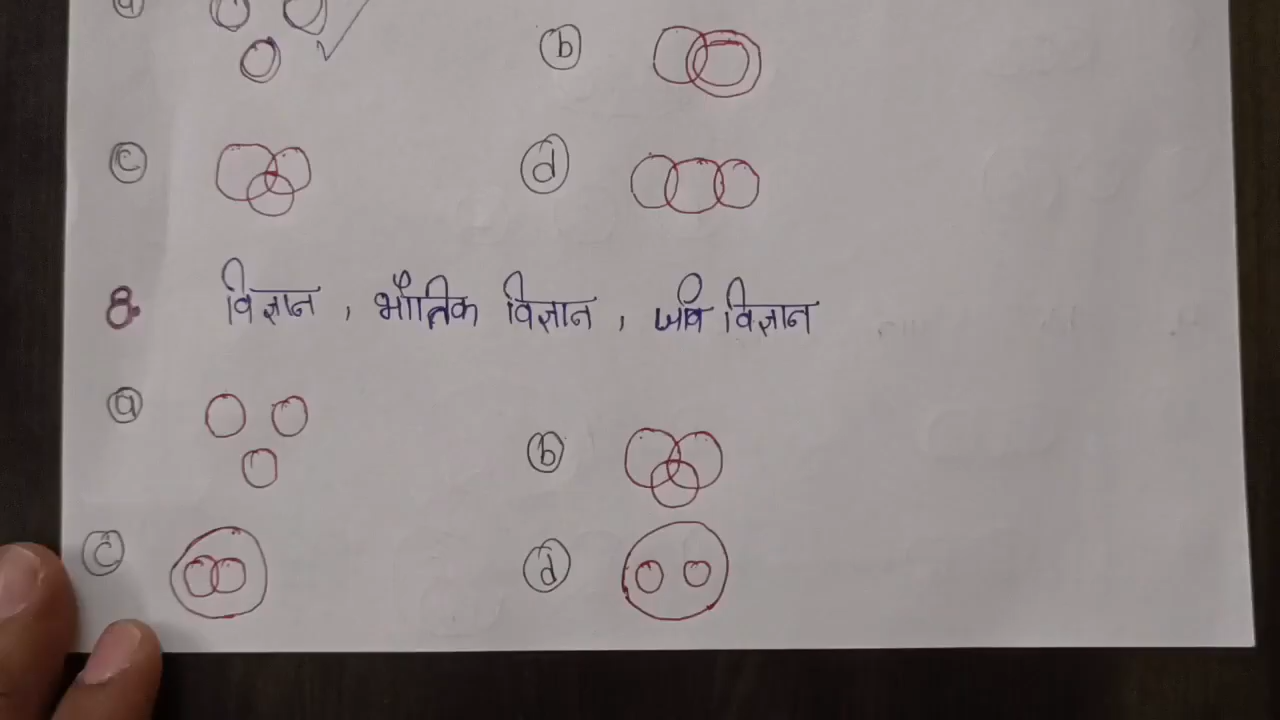 a
b
c d
8. विज्ञान , भौतिक विज्ञान , जीव विज्ञान
a
b
c d